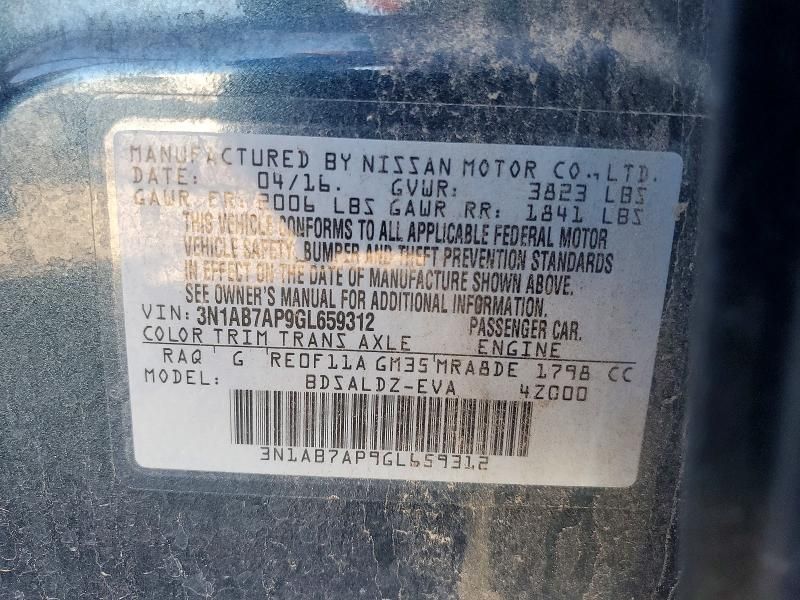 MANUFACTURED BY NISSAN MOTOR CO., LTD.
DATE: 04/16. GVWR: 3823 LBS
GAWR FR: 2006 LBS GAWR RR: 1841 LBS
THIS VEHICLE CONFORMS TO ALL APPLICABLE FEDERAL MOTOR
VEHICLE SAFETY, BUMPER AND THEFT PREVENTION STANDARDS
IN EFFECT ON THE DATE OF MANUFACTURE SHOWN ABOVE.
SEE OWNER'S MANUAL FOR ADDITIONAL INFORMATION.
VIN: 3N1AB7AP9GL659312 PASSENGER CAR.
COLOR TRIM TRANS AXLE ENGINE
RAQ G RE0F11A GM35 MRA8DE 1798 CC
MODEL: BDSALDZ-EVA 4Z000
3N1AB7AP9GL659312